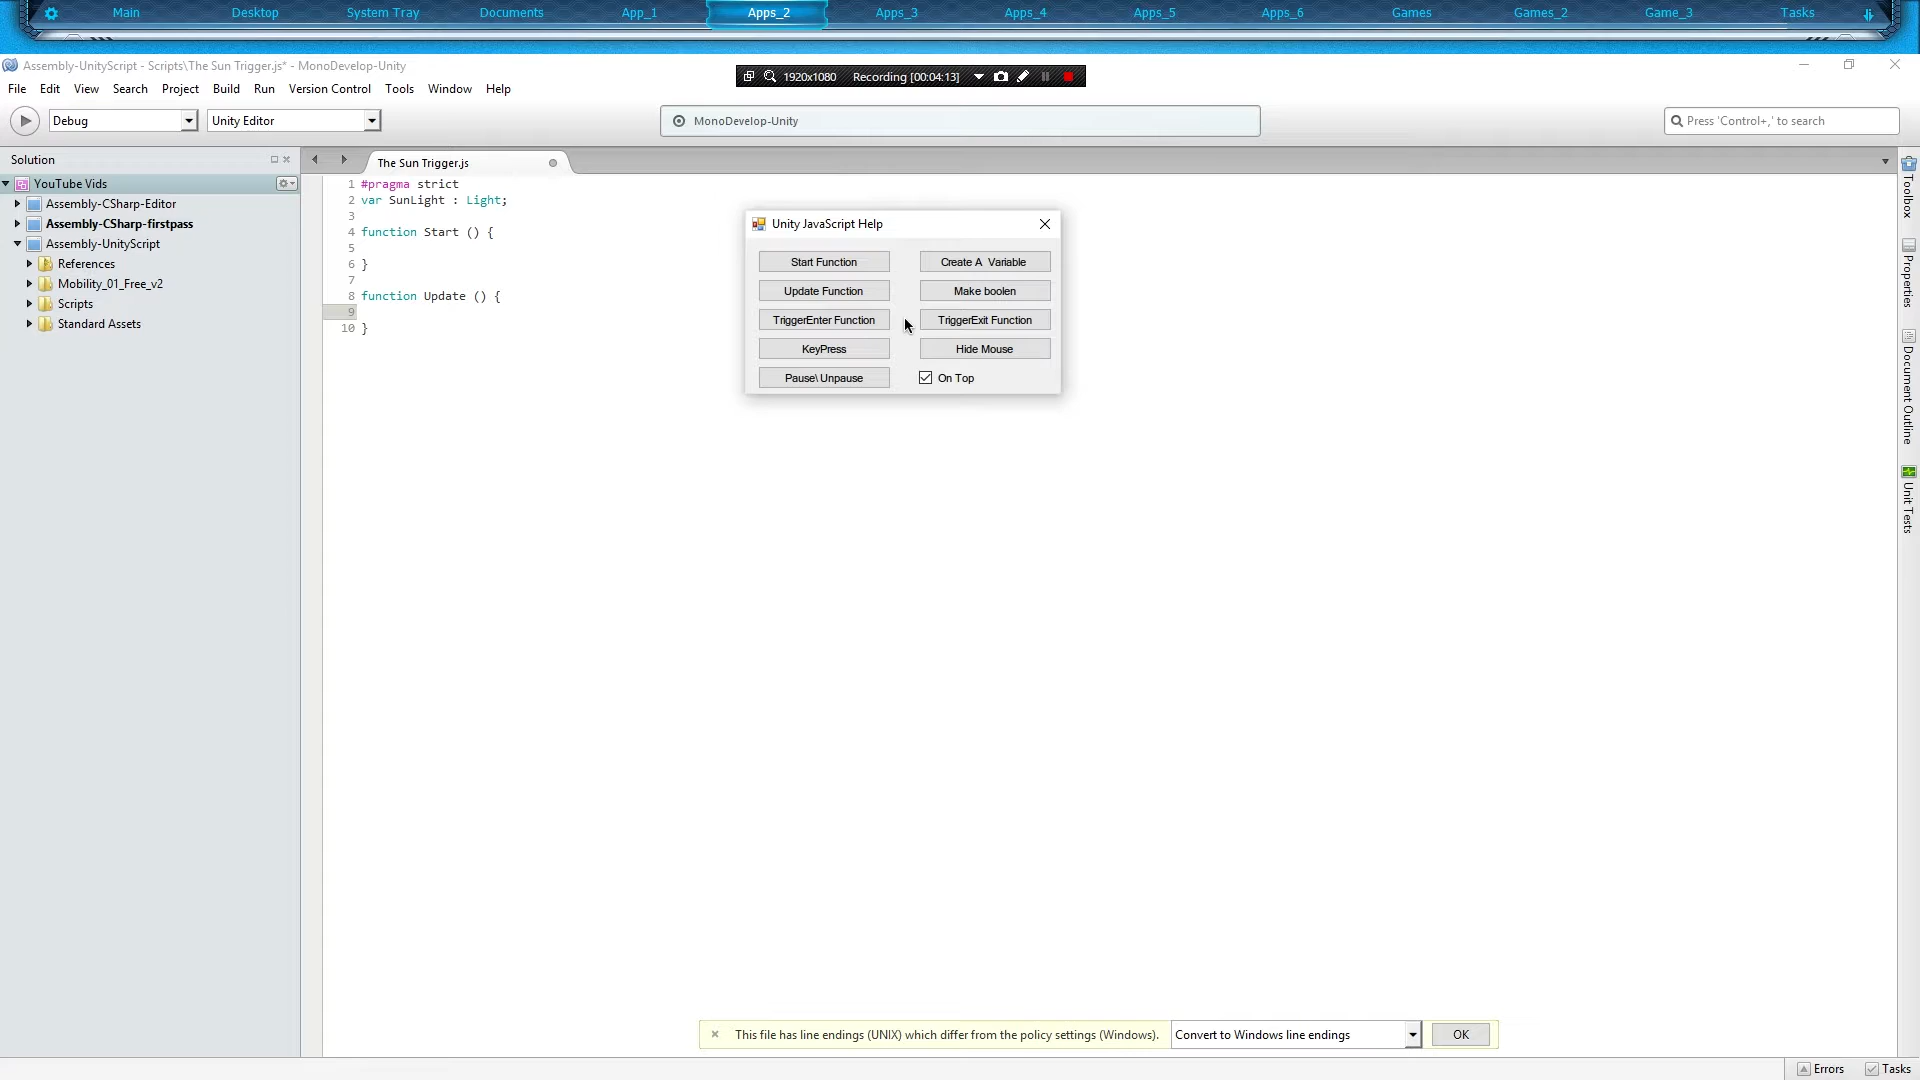 Main Desktop System Tray Documents App_1 Apps_2 Apps_3 Apps_4 Apps_5 Apps_6 Games Games_2 Game_3 Tasks
Assembly-UnityScript - Scripts\The Sun Trigger.js* - MonoDevelop-Unity
1920x1080 Recording [00:04:13]
File Edit View Search Project Build Run Version Control Tools Window Help
Debug Unity Editor MonoDevelop-Unity Press 'Control+,' to search
Solution
The Sun Trigger.js
YouTube Vids
Assembly-CSharp-Editor
Assembly-CSharp-firstpass
Assembly-UnityScript
References
Mobility_01_Free_v2
Scripts
Standard Assets
1 #pragma strict
2 var SunLight : Light;
3
4 function Start () {
5
6 }
7
8 function Update () {
9
10 }
Unity JavaScript Help
Start Function Create A Variable
Update Function Make boolen
TriggerEnter Function TriggerExit Function
KeyPress Hide Mouse
Pause\Unpause On Top
Toolbox
Properties
Document Outline
Unit Tests
This file has line endings (UNIX) which differ from the policy settings (Windows). Convert to Windows line endings OK
Errors Tasks